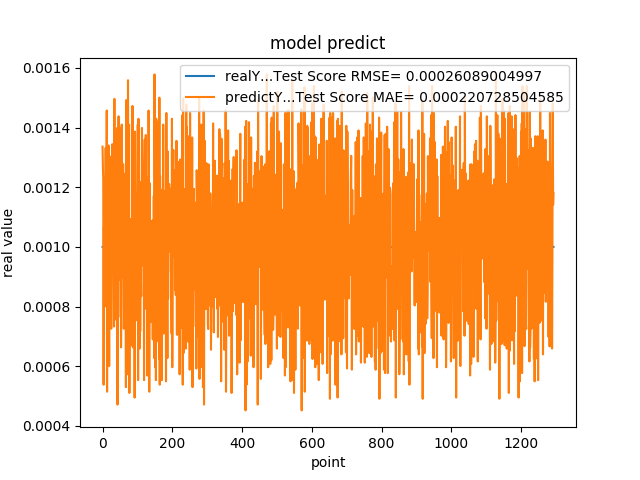 model predict
realY...Test Score RMSE= 0.00026089004997
predictY...Test Score MAE= 0.000220728504585
real value
0.0016
0.0014
0.0012
0.0010
0.0008
0.0006
0.0004
0 200 400 600 800 1000 1200
point